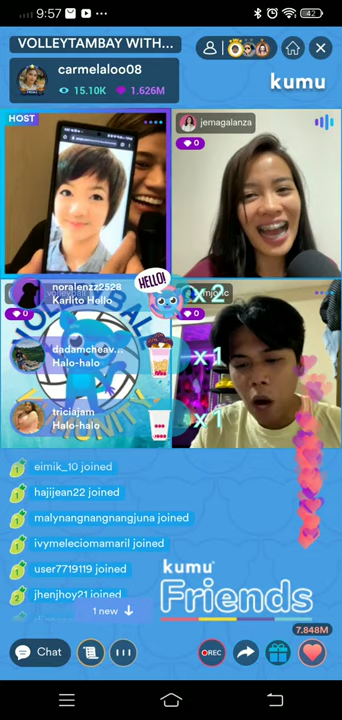 9:57
42
VOLLEYTAMBAY WITH...
carmelaloo08
15.10K 1.626M
kumu
HOST
jemagalanza
0
noralenzz2528
Karlito Hello
HELLO!
x2
0
0
dadamcheav...
Halo-halo
x1
triciajam
Halo-halo
x1
eimik_10 joined
hajijean22 joined
malynangnangnangjuna joined
ivymeleciomamaril joined
user7719119 joined
jhenjhoy21 joined
1 new
kumu
Friends
7.848M
Chat
REC